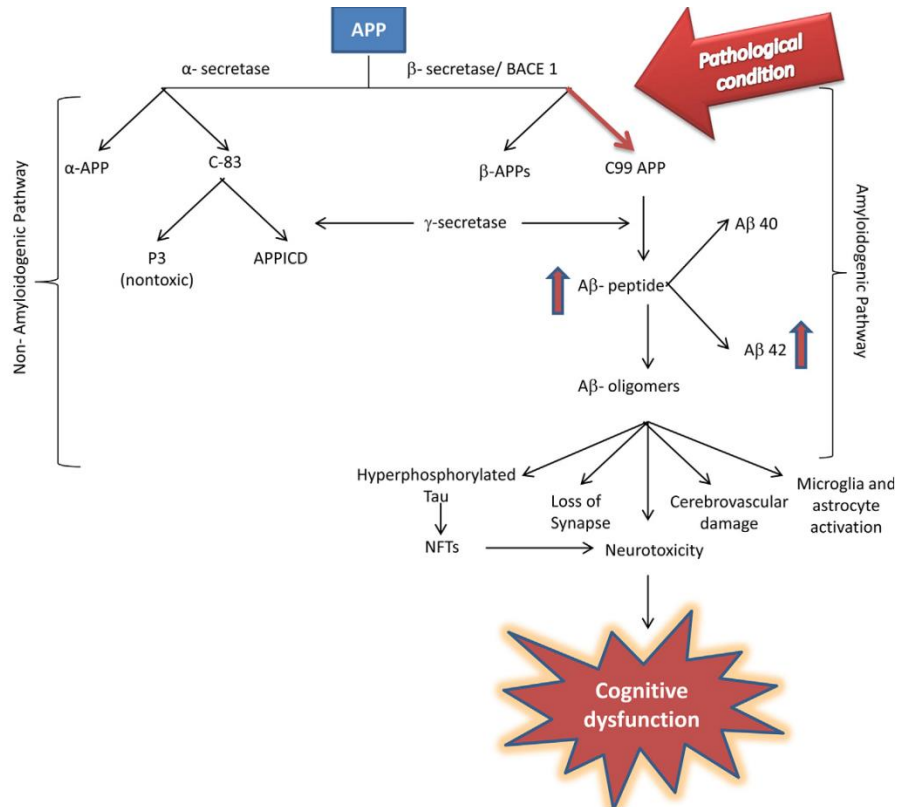 APP
α- secretase
β- secretase/ BACE 1
Pathological
condition
Non- Amyloidogenic Pathway
α-APP
C-83
β-APPs
C99 APP
Amyloidogenic Pathway
γ-secretase
Aβ 40
P3
(nontoxic)
APPICD
Aβ- peptide
Aβ 42
Aβ- oligomers
Hyperphosphorylated
Tau
Loss of
Synapse
Cerebrovascular
damage
Microglia and
astrocyte
activation
NFTs
Neurotoxicity
Cognitive
dysfunction